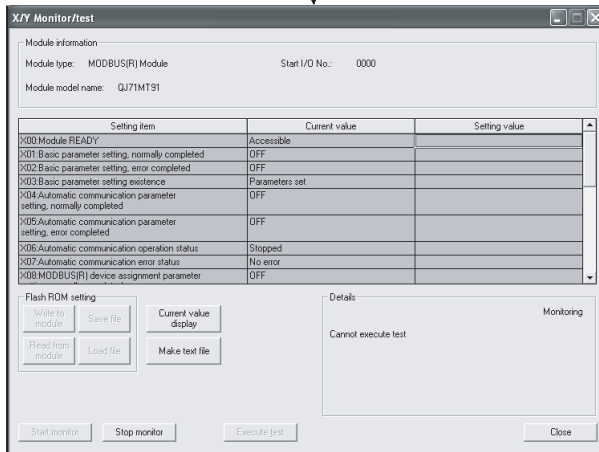 X/Y Monitor/test
Module information
Module type: MODBUS(R) Module Start I/O No.: 0000
Module model name: QJ71MT91
Setting item Current value Setting value
X00:Module READY Accessible
X01:Basic parameter setting, normally completed OFF
X02:Basic parameter setting, error completed OFF
X03:Basic parameter setting existence Parameters set
X04:Automatic communication parameter OFF
setting, normally completed
X05:Automatic communication parameter OFF
setting, error completed
X06:Automatic communication operation status Stopped
X07:Automatic communication error status No error
X08:MODBUS(R) device assignment parameter OFF
Flash ROM setting
Write to
module
Save file
Current value
display
Read from
module
Load file
Make text file
Details
Monitoring
Cannot execute test
Start monitor Stop monitor Execute test Close